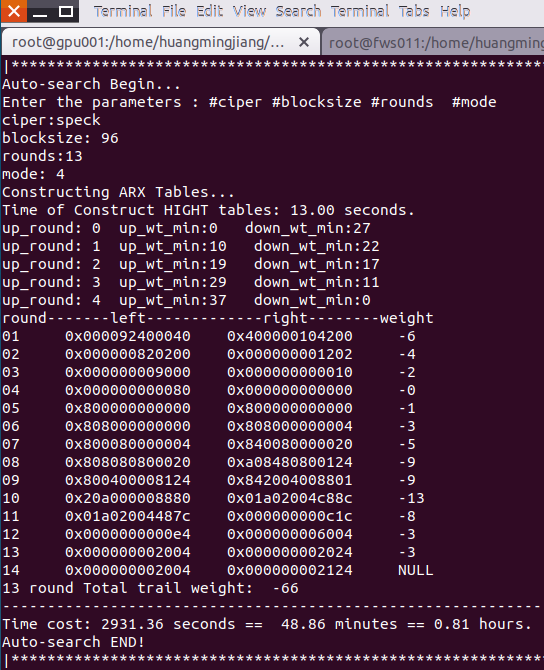 Terminal File Edit View Search Terminal Tabs Help
root@gpu001:/home/huangmingjiang/... × root@fws011:/home/huangming
|*********************************************************
Auto-search Begin...
Enter the parameters : #ciper #blocksize #rounds  #mode
ciper:speck
blocksize: 96
rounds:13
mode: 4
Constructing ARX Tables...
Time of Construct HIGHT tables: 13.00 seconds.
up_round: 0  up_wt_min:0   down_wt_min:27
up_round: 1  up_wt_min:10   down_wt_min:22
up_round: 2  up_wt_min:19   down_wt_min:17
up_round: 3  up_wt_min:29   down_wt_min:11
up_round: 4  up_wt_min:37   down_wt_min:0
round-------left-------------right--------weight
01     0x000092400040    0x400000104200     -6
02     0x000000820200    0x000000001202     -4
03     0x000000009000    0x000000000010     -2
04     0x000000000080    0x000000000000     -0
05     0x800000000000    0x800000000000     -1
06     0x808000000000    0x808000000004     -3
07     0x800080000004    0x840080000020     -5
08     0x808080800020    0xa08480800124     -9
09     0x800400008124    0x842004008801     -9
10     0x20a000008880    0x01a02004c88c     -13
11     0x01a02004487c    0x000000000c1c     -8
12     0x0000000000e4    0x000000006004     -3
13     0x000000002004    0x000000002024     -3
14     0x000000002004    0x000000002124     NULL
13 round Total trail weight:  -66
----------------------------------------------------------
Time cost: 2931.36 seconds ==  48.86 minutes == 0.81 hours.
Auto-search END!
|*********************************************************